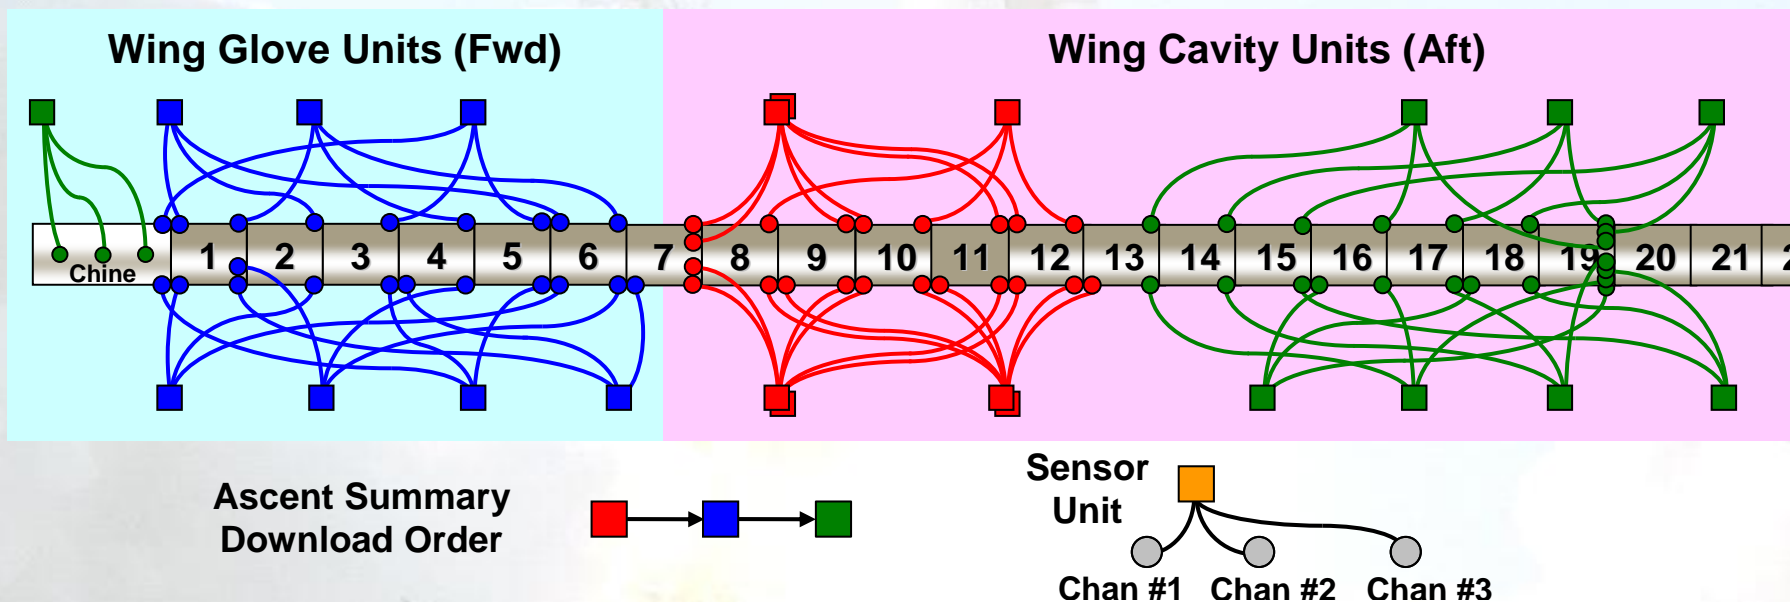 Wing Glove Units (Fwd)
Wing Cavity Units (Aft)
1 2 3 4 5 6 7 8 9 10 11 12 13 14 15 16 17 18 19 20 21
Chine
Ascent Summary
Download Order
Sensor
Unit
Chan #1 Chan #2 Chan #3